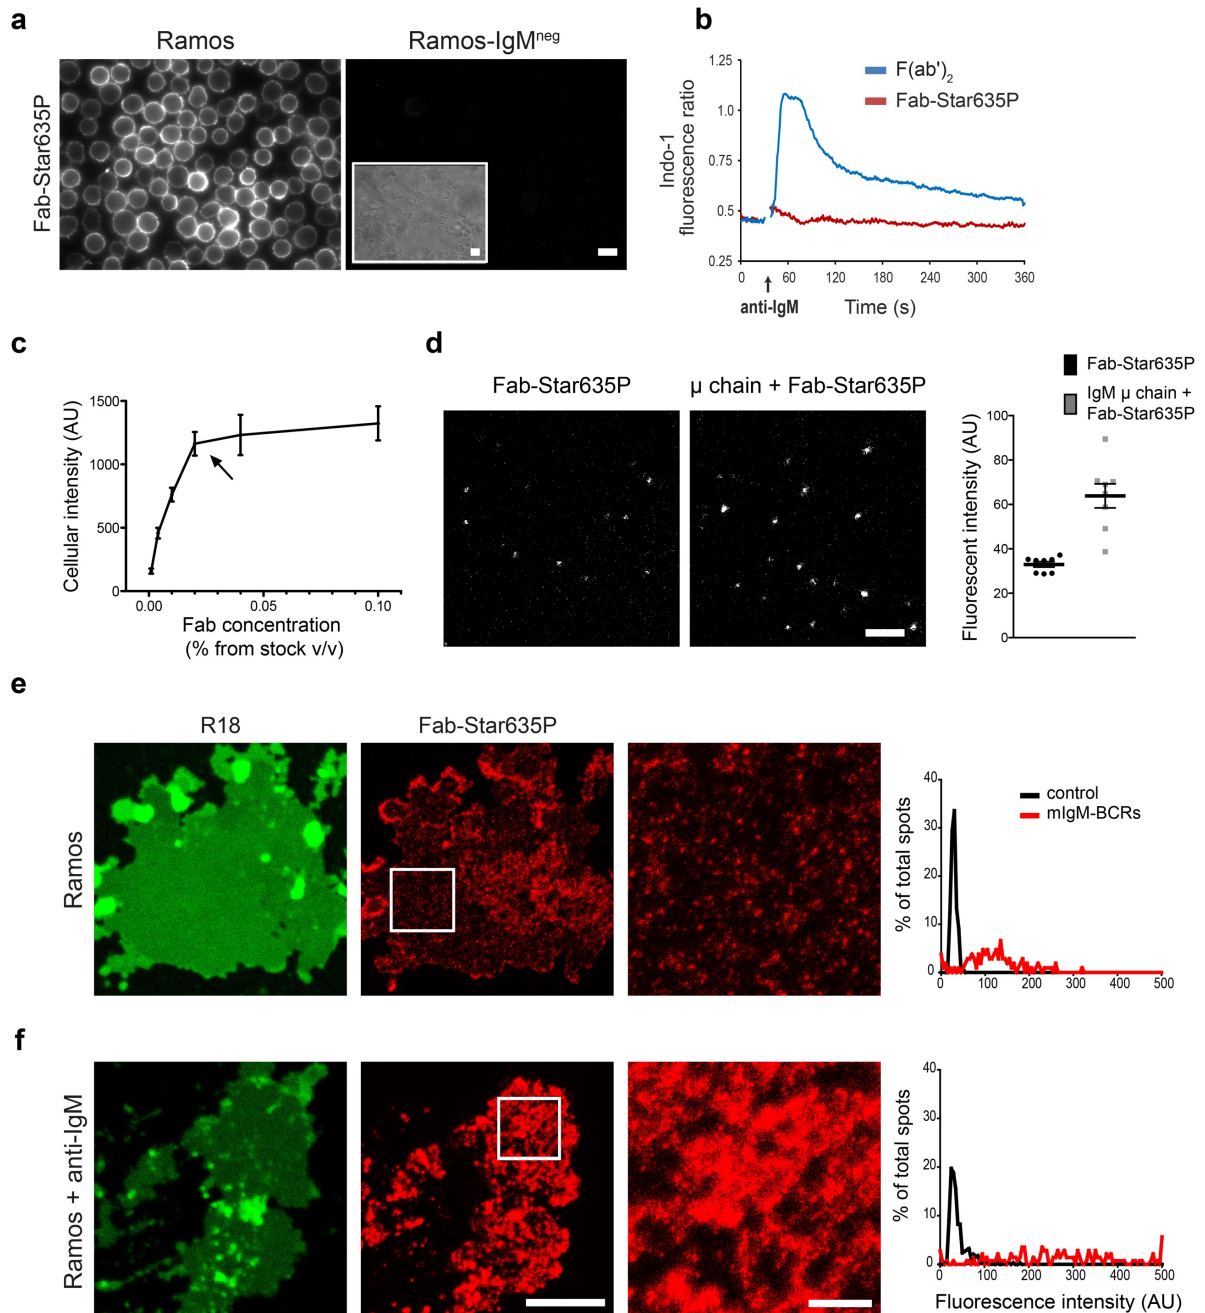 a
Ramos
Ramos-IgMneg
Fab-Star635P
b
1.25
1.0
0.75
0.5
0.25
Indo-1
fluorescence ratio
F(ab')2
Fab-Star635P
0 60 120 180 240 300 360
anti-IgM
Time (s)
c
1500
1000
500
0
Cellular intensity (AU)
0.00 0.05 0.10
Fab concentration
(% from stock v/v)
d
Fab-Star635P
μ chain + Fab-Star635P
Fab-Star635P
IgM μ chain +
Fab-Star635P
100
80
60
40
20
0
Fluorescent intensity (AU)
e
R18
Fab-Star635P
Ramos
40
30
20
10
0
% of total spots
control
mIgM-BCRs
0 100 200 300 400 500
f
Ramos + anti-IgM
40
30
20
10
0
% of total spots
0 100 200 300 400 500
Fluorescence intensity (AU)